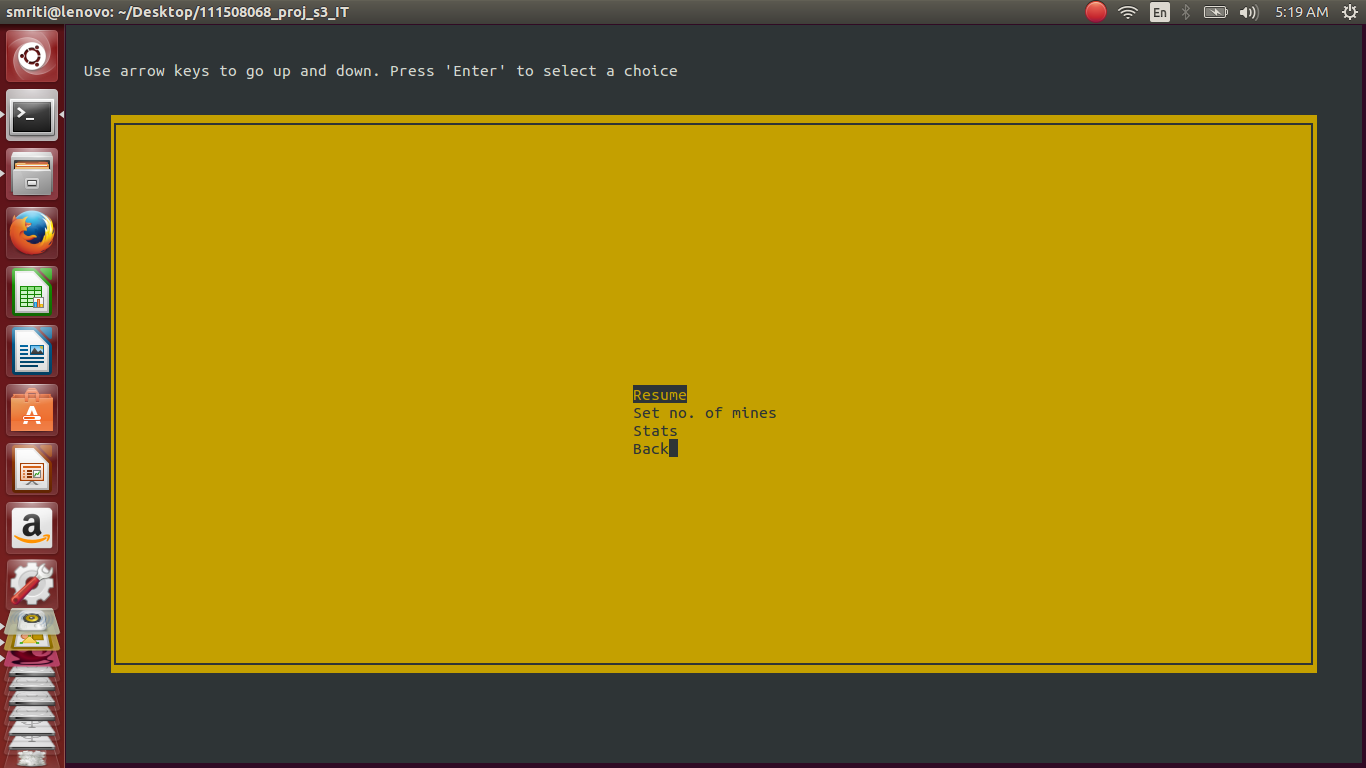 smriti@lenovo: ~/Desktop/111508068_proj_s3_IT
En
5:19 AM
Use arrow keys to go up and down. Press 'Enter' to select a choice
Resume
Set no. of mines
Stats
Back